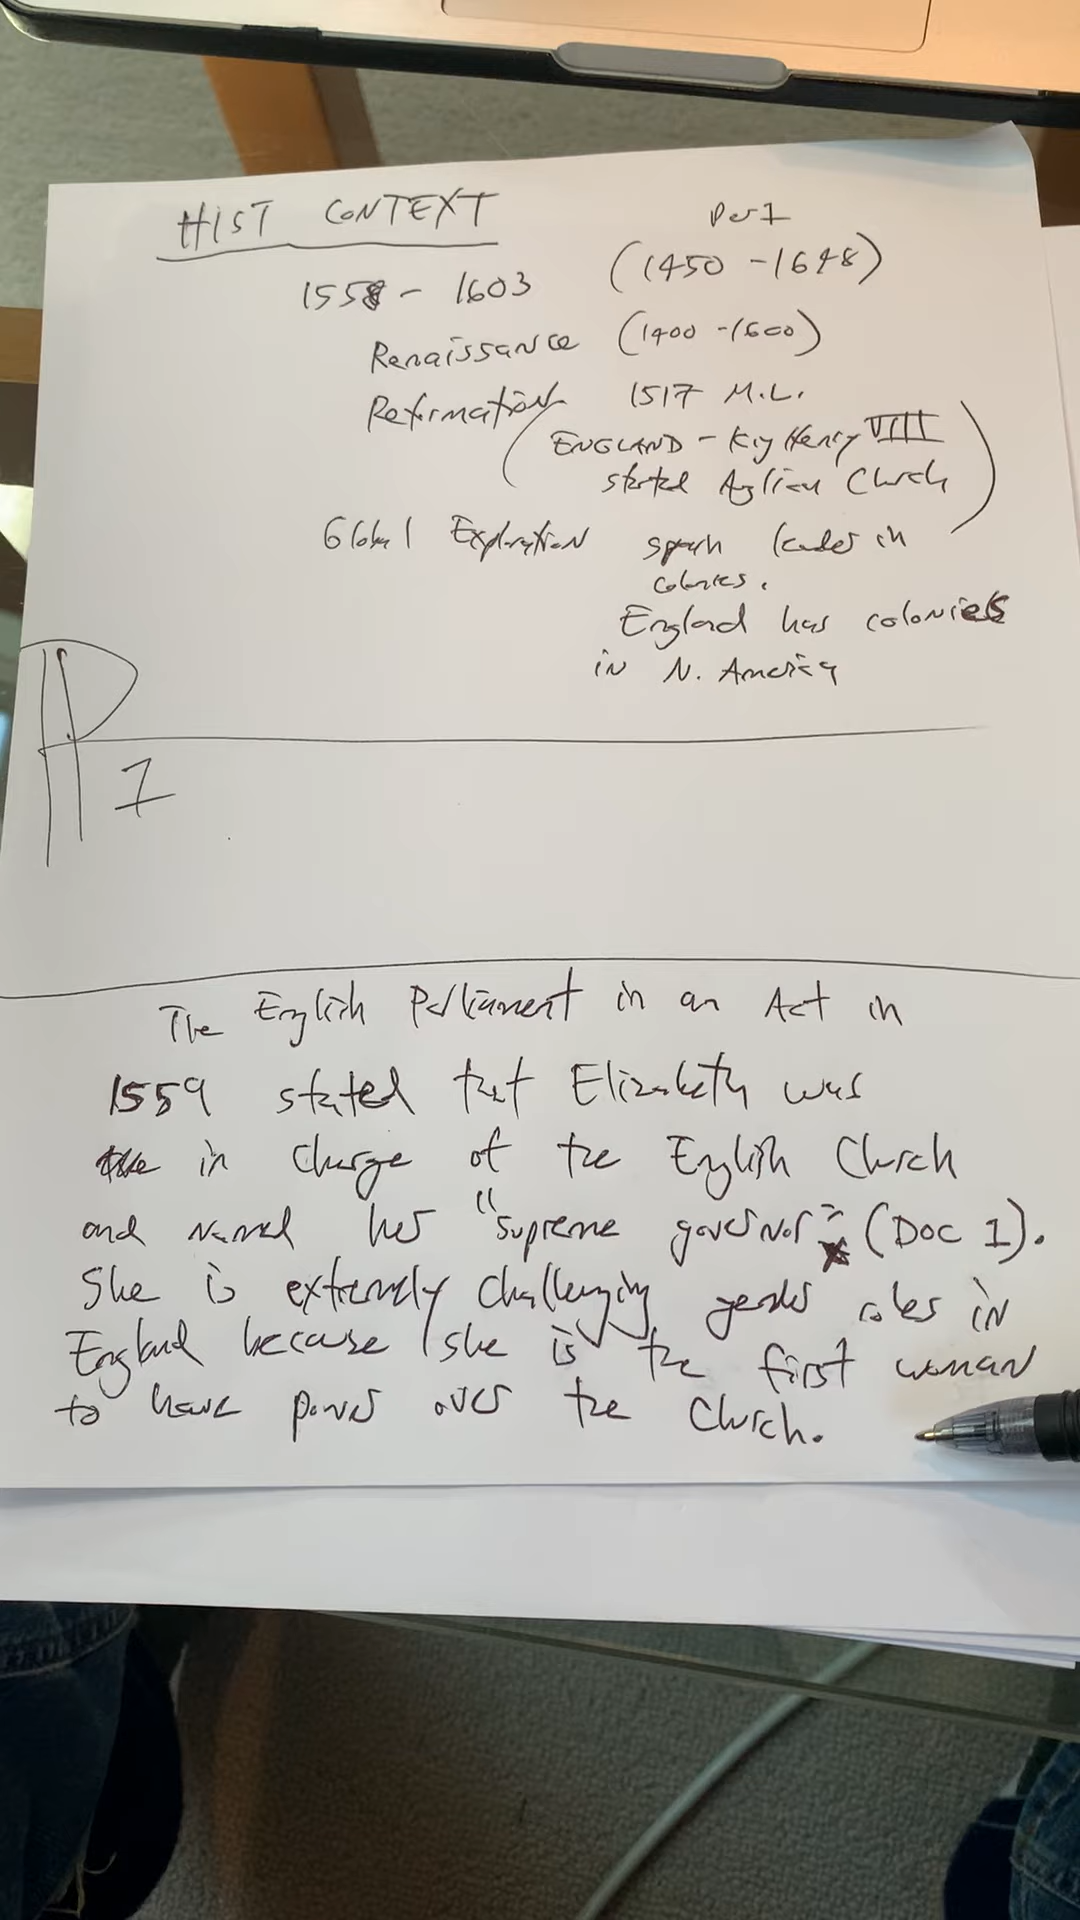 HIST CONTEXT
Per 1
1558 - 1603 (1450 - 1648)
Renaissance (1400 - 1600)
Reformation 1517 M.L.
(ENGLAND - King Henry VIII
started Anglican Church)
Global Exploration spain leader in
colonies.
England has colonies
in N. America
P 1
The English Parliament in an Act in
1559 stated that Elizabeth was
in charge of the English Church
and named her "supreme governor" (Doc 1).
She is extremely challenging gender roles in
England because she is the first woman
to have power over the Church.